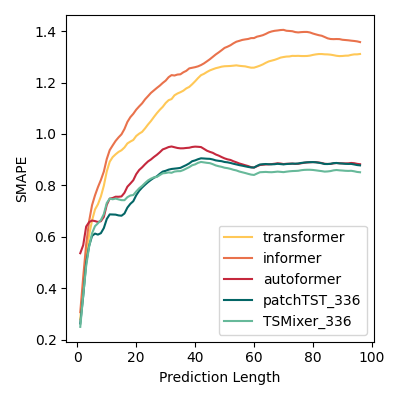 1.4
1.2
1.0
0.8
0.6
0.4
0.2
SMAPE
0 20 40 60 80 100
Prediction Length
transformer
informer
autoformer
patchTST_336
TSMixer_336